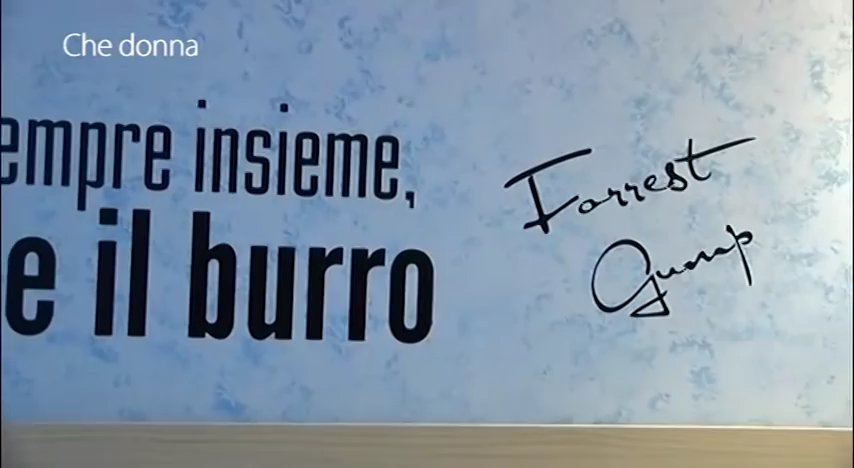 Che donna
empre insieme,
e il burro
Forrest
Gump